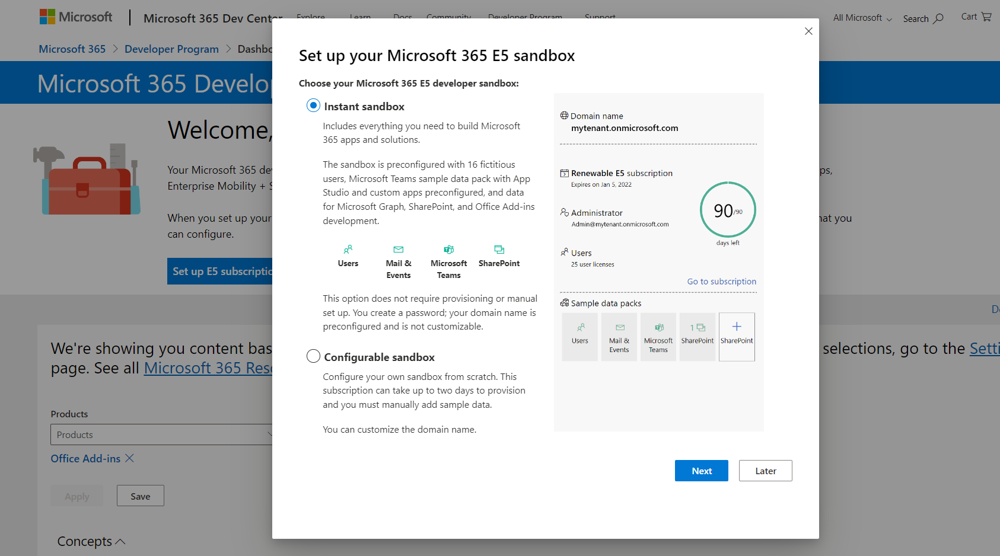 Microsoft
Microsoft 365 Dev Center
Explore
Learn
Docs
Community
Developer Program
Support
All Microsoft
Search
Cart
Microsoft 365 > Developer Program >
Microsoft 365
Welcome,
Your Microsoft 365
Enterprise Mobility +
When you set up your
can configure.
Set up E5
We're showing you content
page. See all Microsoft 365
selections, go to the
Products
Products
Office Add-ins
Apply
Save
Concepts
Set up your Microsoft 365 E5 sandbox
Choose your Microsoft 365 E5 developer sandbox:
Instant sandbox
Includes everything you need to build Microsoft
365 apps and solutions.
The sandbox is preconfigured with 16 fictitious
users, Microsoft Teams sample data pack with App
Studio and custom apps preconfigured, and data
for Microsoft Graph, SharePoint, and Office Add-ins
development.
Users
Mail &
Events
Microsoft
Teams
SharePoint
This option does not require provisioning or manual
set up. You create a password; your domain name is
preconfigured and is not customizable.
Configurable sandbox
Configure your own sandbox from scratch. This
subscription can take up to two days to provision
and you must manually add sample data.
You can customize the domain name.
Domain name
mytenant.onmicrosoft.com
Renewable E5 subscription
Expires on Jan 5, 2022
Administrator
Admin@mytenant.onmicrosoft.com
90/90
days left
Users
25 user licenses
Go to subscription
Sample data packs
Users
Mail &
Events
Microsoft
Teams
1
SharePoint
SharePoint
Next
Later